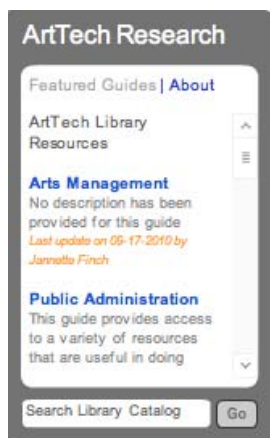 ArtTech Research
Featured Guides | About
ArtTech Library
Resources
Arts Management
No description has been
provided for this guide
Last update on 09-17-2010 by
Jannette Finch
Public Administration
This guide provides access
to a variety of resources
that are useful in doing
Search Library Catalog Go